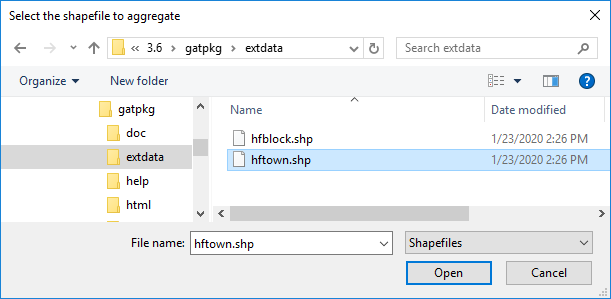 Select the shapefile to aggregate
« 3.6 > gatpkg > extdata
Search extdata
Organize
New folder
?
gatpkg
doc
extdata
help
html
Name
Date modified
hfblock.shp
1/23/2020 2:26 PM
hftown.shp
1/23/2020 2:26 PM
File name:
hftown.shp
Shapefiles
Open
Cancel